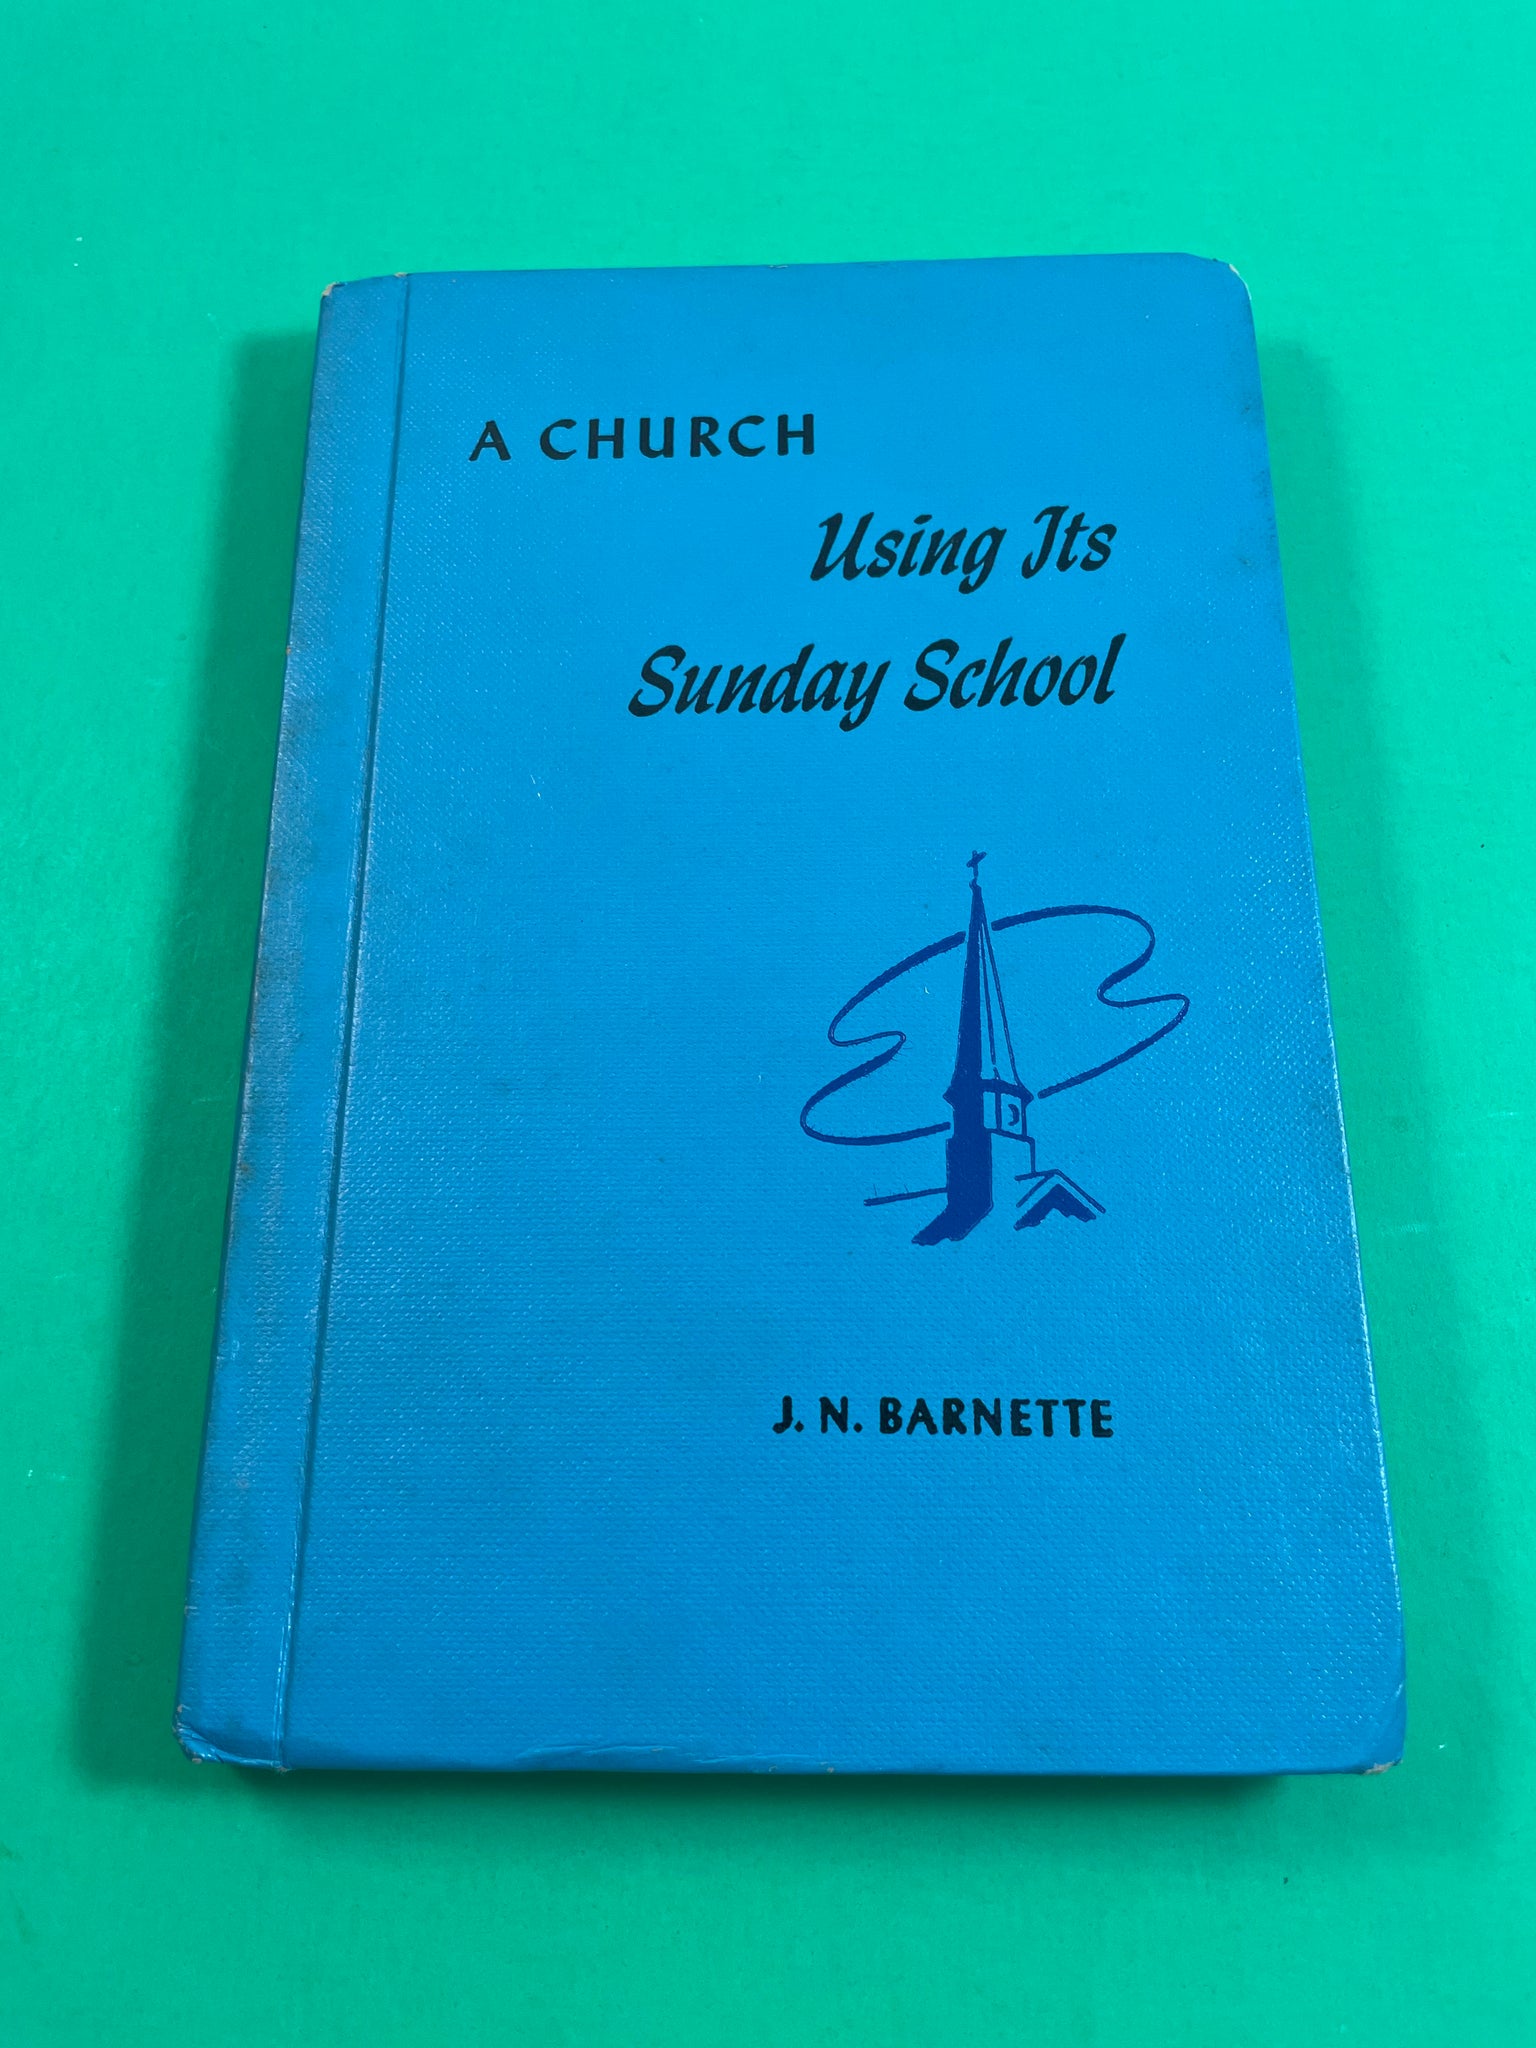 A CHURCH
Using Its
Sunday School
J. N. BARNETTE